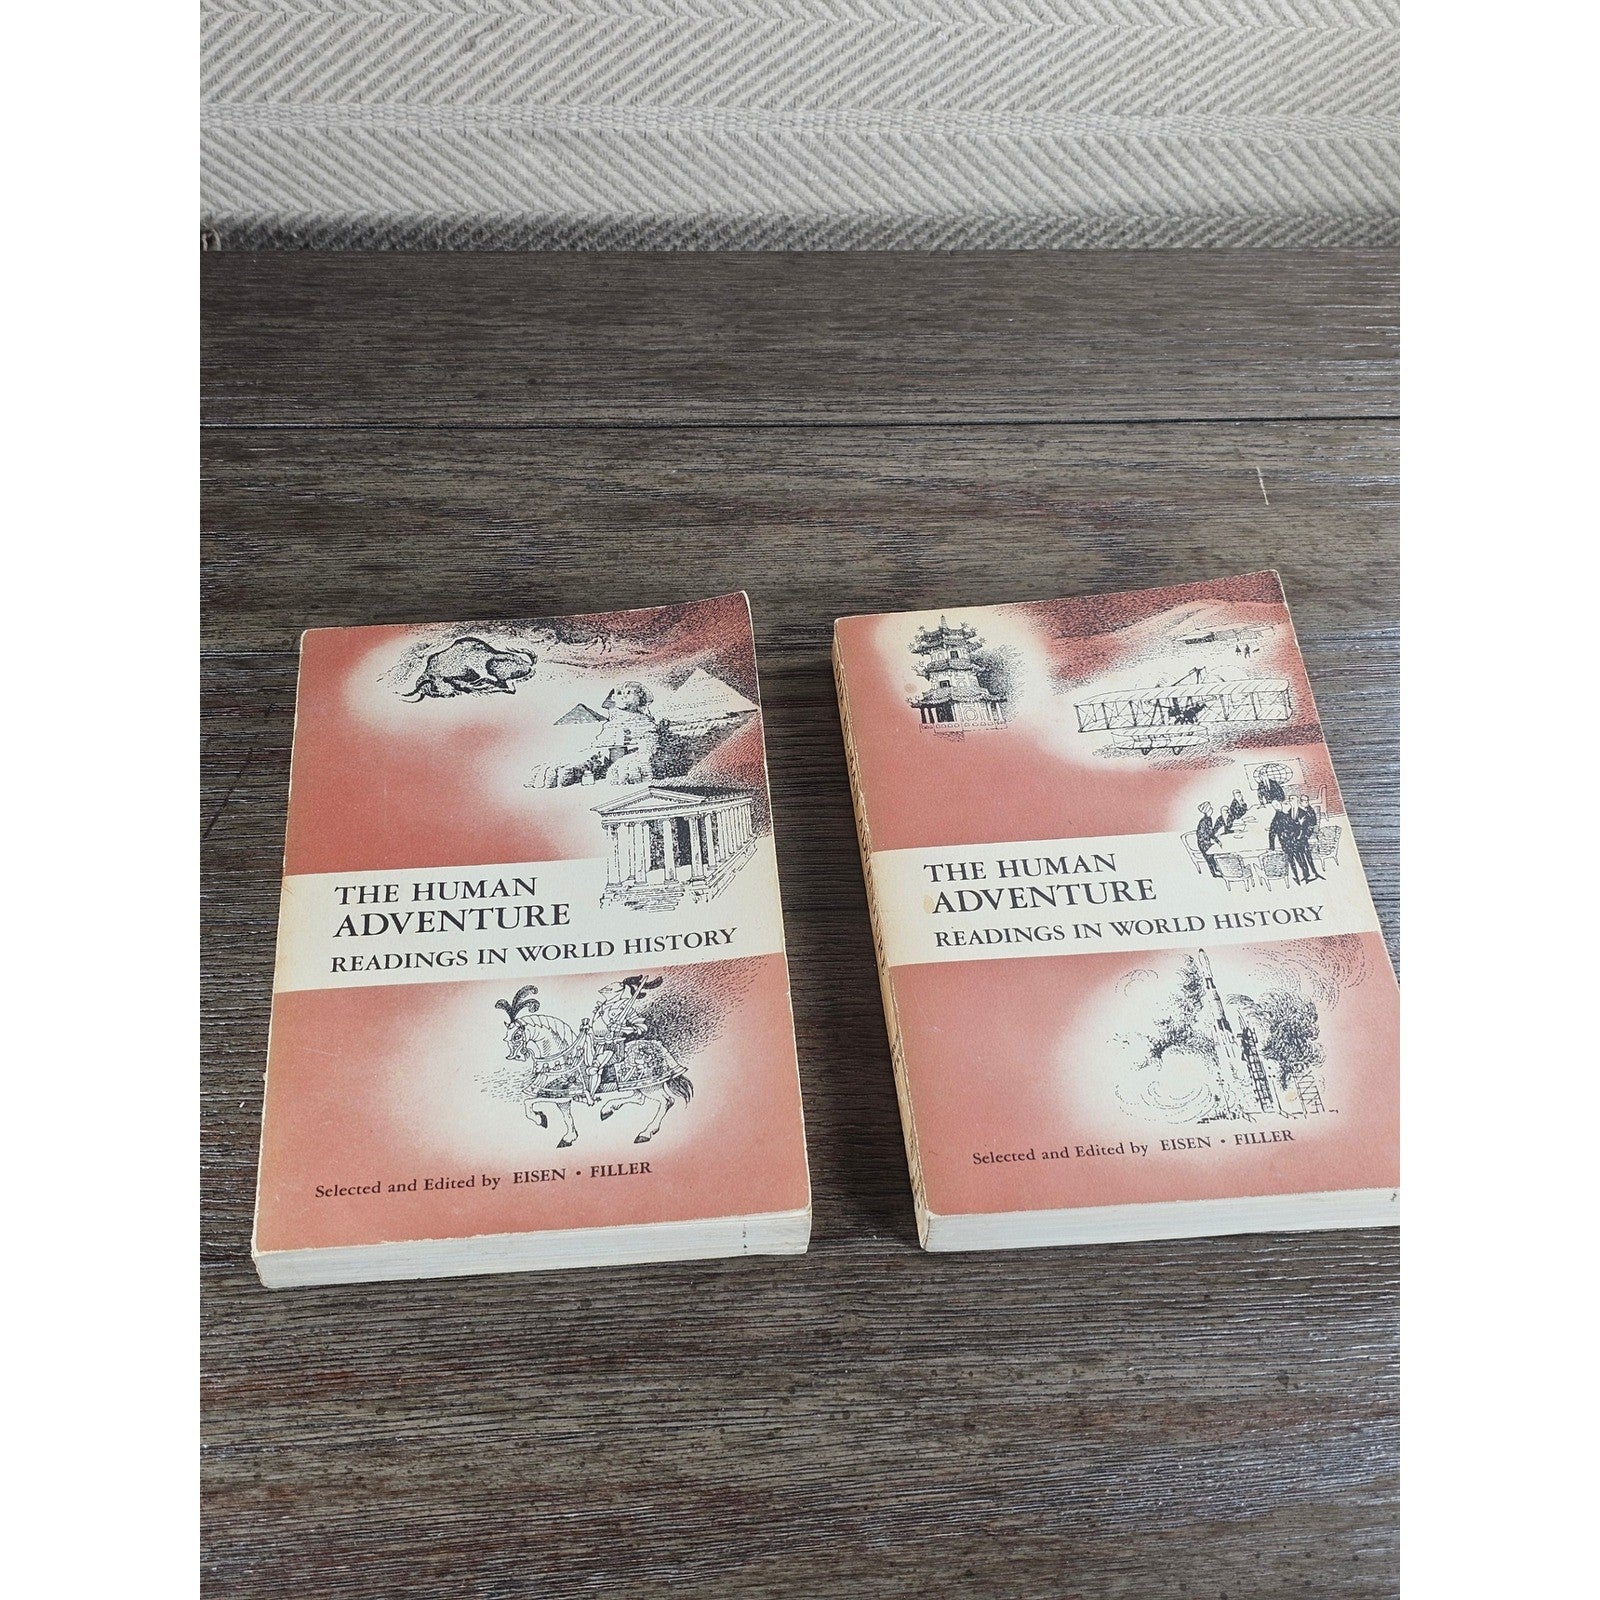 THE HUMAN
ADVENTURE
READINGS IN WORLD HISTORY
Selected and Edited by EISEN • FILLER
THE HUMAN
ADVENTURE
READINGS IN WORLD HISTORY
Selected and Edited by EISEN • FILLER